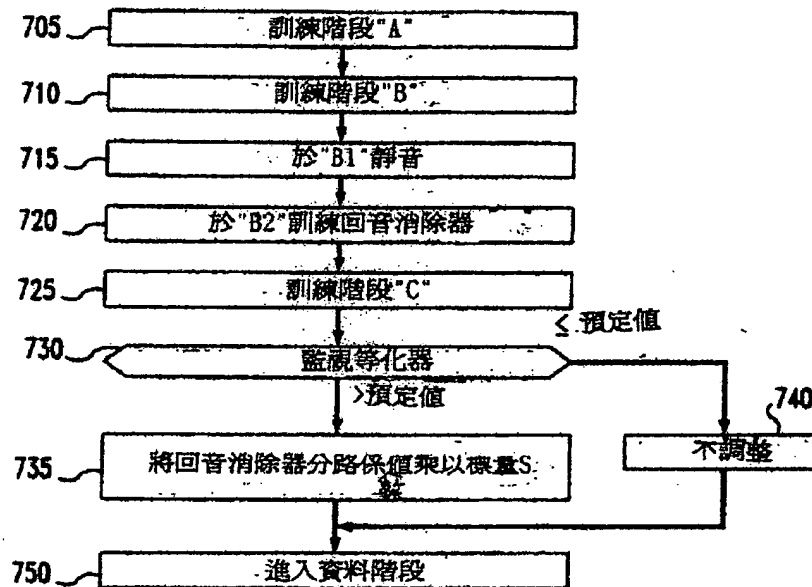 705 訓練階段"A"
710 訓練階段"B"
715 於"B1"靜音
720 於"B2"訓練回音消除器
725 訓練階段"C"
≤ 預定值
730 監視等化器
>預定值
740
不調整
735 將回音消除器分路係值乘以標量S
750 進入資料階段